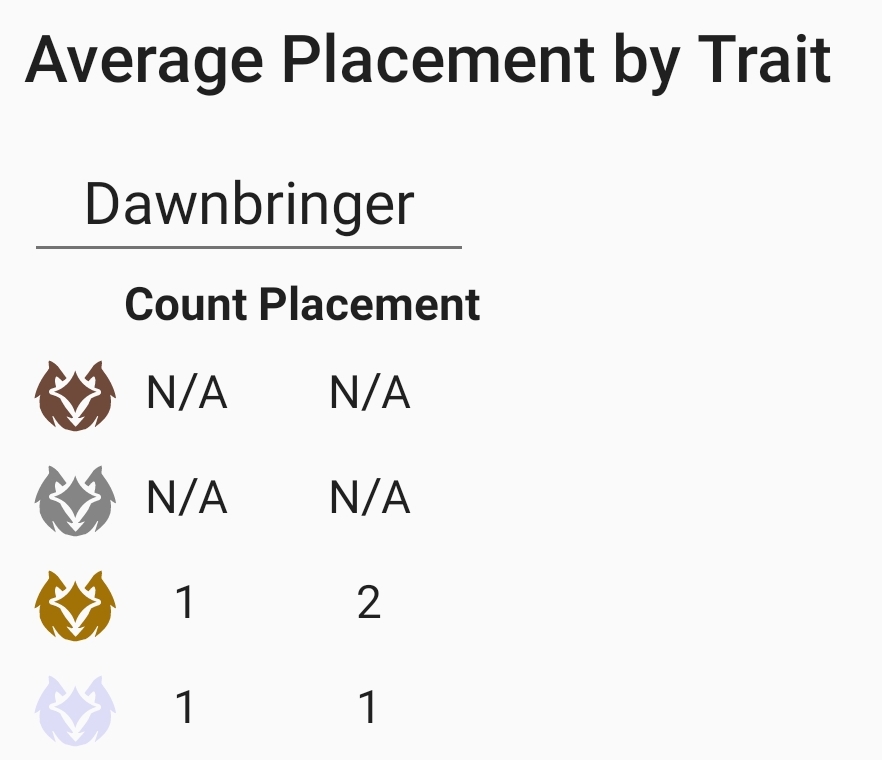 Average Placement by Trait
Dawnbringer
Count Placement
N/A N/A
N/A N/A
1 2
1 1